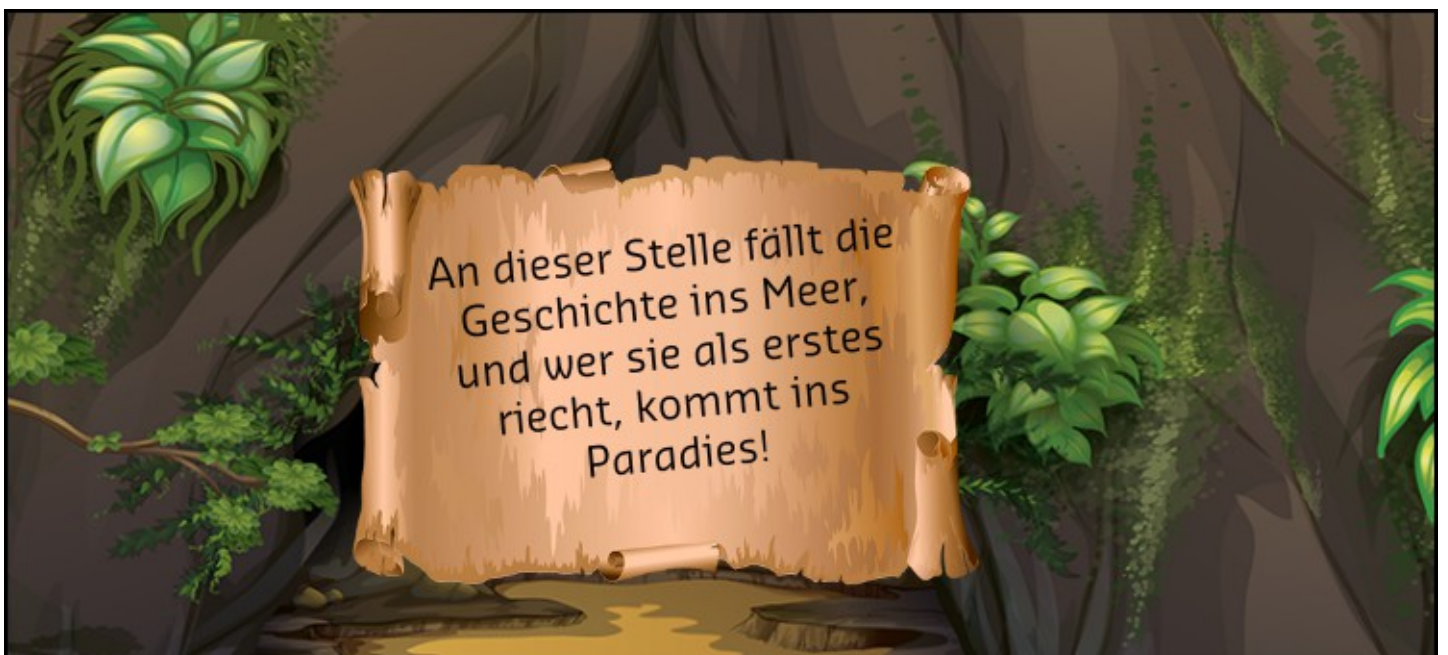 An dieser Stelle fällt die
Geschichte ins Meer,
und wer sie als erstes
riecht, kommt ins
Paradies!